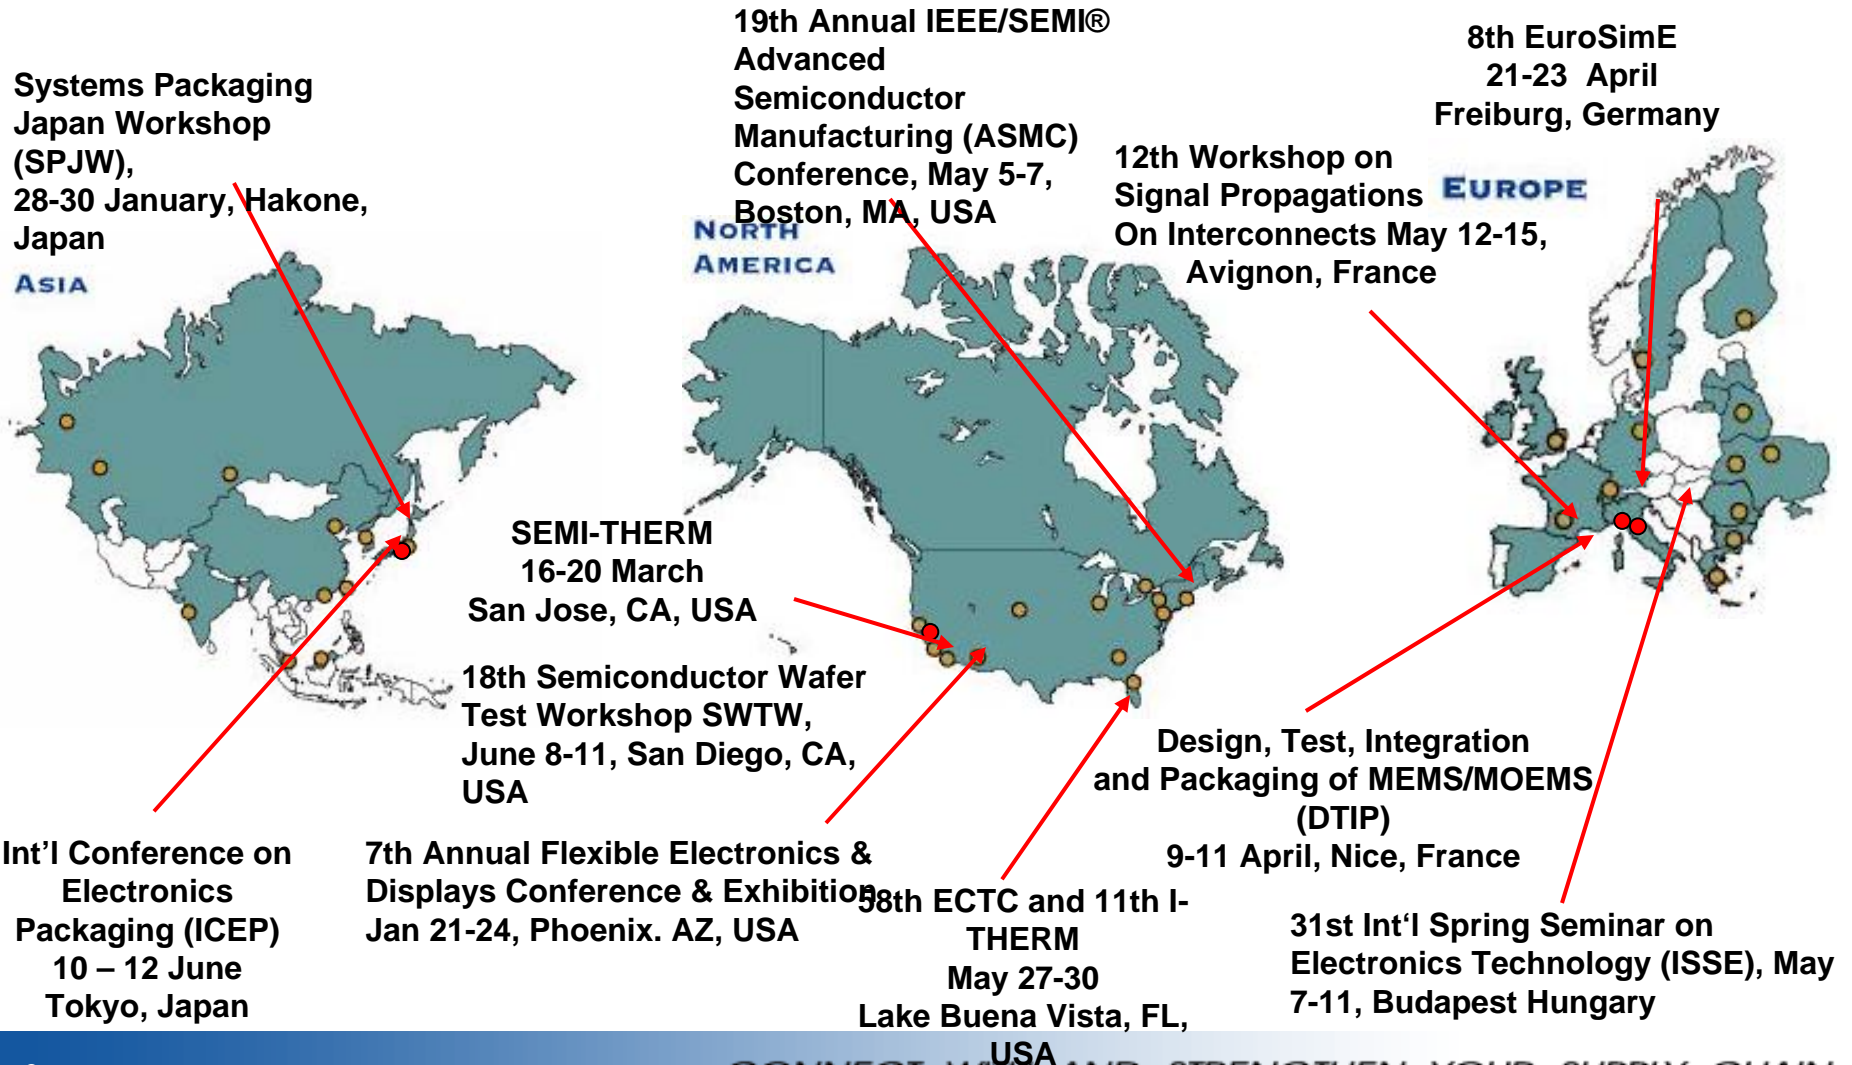 19th Annual IEEE/SEMI®
Advanced
Semiconductor
Manufacturing (ASMC)
Conference, May 5-7,
Boston, MA, USA
8th EuroSimE
21-23 April
Freiburg, Germany
Systems Packaging
Japan Workshop
(SPJW),
28-30 January, Hakone,
Japan
12th Workshop on
Signal Propagations
On Interconnects May 12-15,
Avignon, France
EUROPE
NORTH
AMERICA
ASIA
SEMI-THERM
16-20 March
San Jose, CA, USA
18th Semiconductor Wafer
Test Workshop SWTW,
June 8-11, San Diego, CA,
USA
Design, Test, Integration
and Packaging of MEMS/MOEMS
(DTIP)
9-11 April, Nice, France
Int’l Conference on
Electronics
Packaging (ICEP)
10 – 12 June
Tokyo, Japan
7th Annual Flexible Electronics &
Displays Conference & Exhibition
Jan 21-24, Phoenix. AZ, USA
58th ECTC and 11th I-
THERM
May 27-30
Lake Buena Vista, FL,
USA
31st Int‘l Spring Seminar on
Electronics Technology (ISSE), May
7-11, Budapest Hungary
CONNECT WITH AND STRENGTHEN YOUR SUPPLY CHAIN